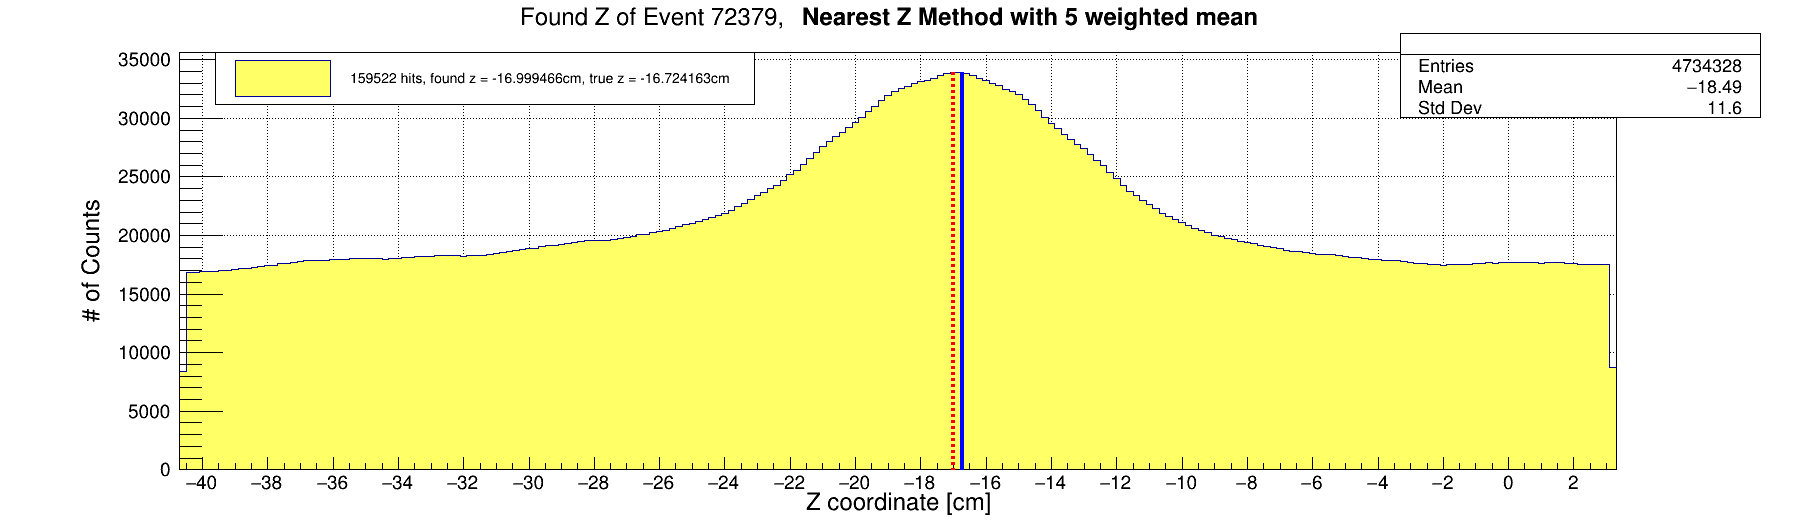 Found Z of Event 72379, Nearest Z Method with 5 weighted mean
159522 hits, found z = -16.999466cm, true z = -16.724163cm
Entries 4734328
Mean −18.49
Std Dev 11.6
35000
30000
25000
20000
15000
10000
5000
0
# of Counts
−40 −38 −36 −34 −32 −30 −28 −26 −24 −22 −20 −18 −16 −14 −12 −10 −8 −6 −4 −2 0 2
Z coordinate [cm]